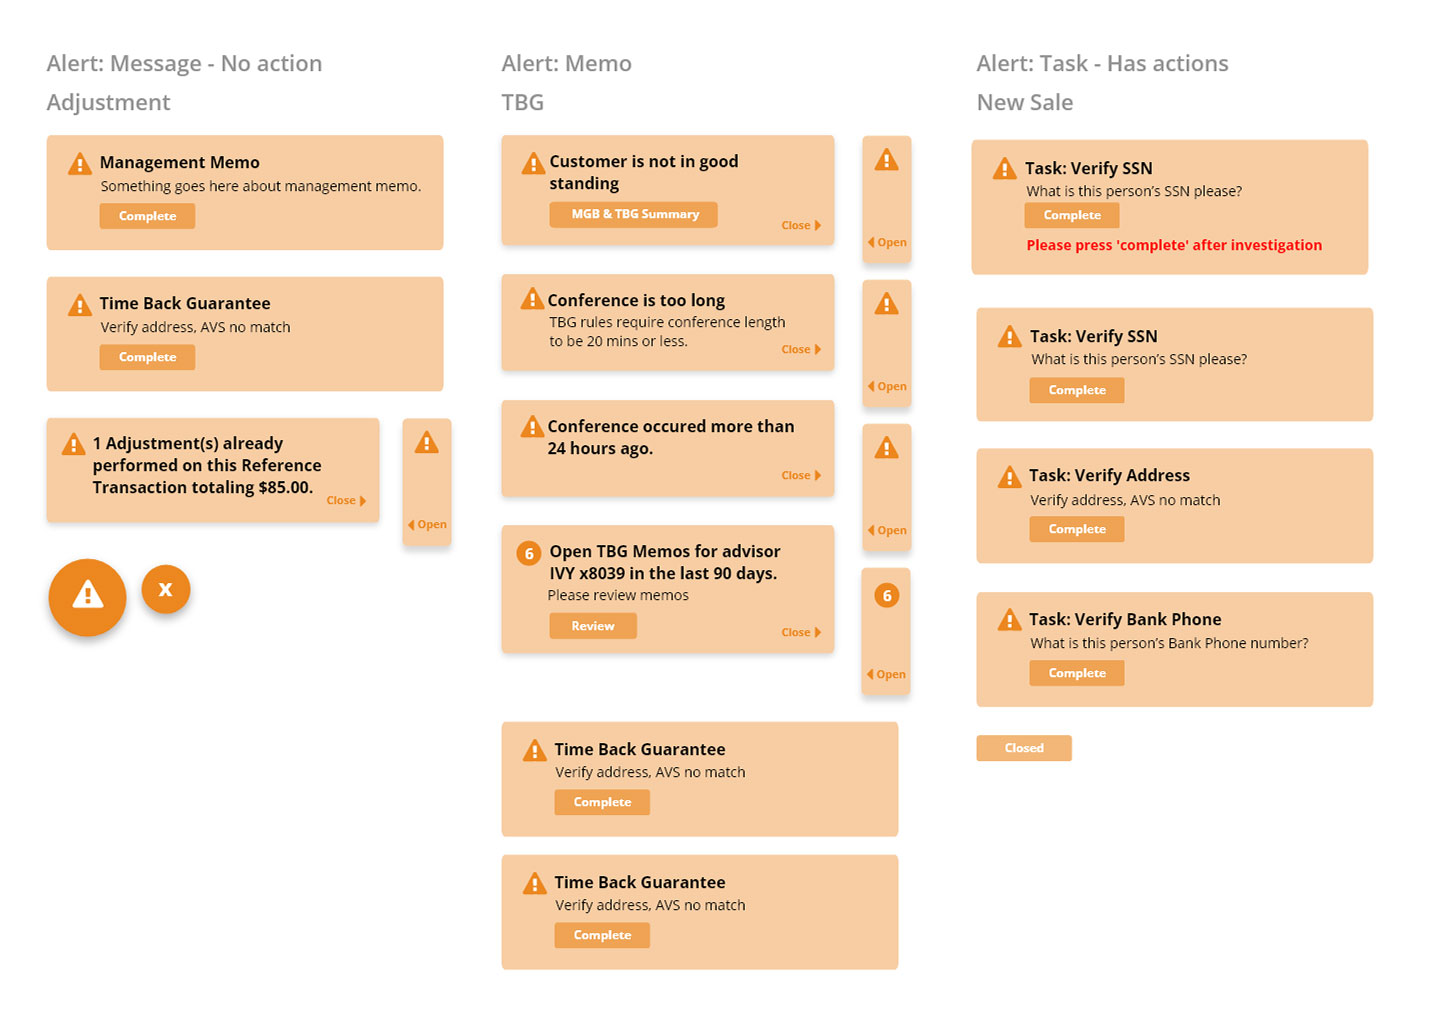 Alert: Message - No action
Adjustment
Management Memo
Something goes here about management memo.
Complete
Time Back Guarantee
Verify address, AVS no match
Complete
1 Adjustment(s) already
performed on this Reference
Transaction totaling $85.00.
Close
Open
x
Alert: Memo
TBG
Customer is not in good
standing
MGB & TBG Summary
Close
Open
Conference is too long
TBG rules require conference length
to be 20 mins or less.
Close
Open
Conference occured more than
24 hours ago.
Close
Open
6
Open TBG Memos for advisor
IVY x8039 in the last 90 days.
Please review memos
Review
Close
6
Open
Time Back Guarantee
Verify address, AVS no match
Complete
Time Back Guarantee
Verify address, AVS no match
Complete
Alert: Task - Has actions
New Sale
Task: Verify SSN
What is this person’s SSN please?
Complete
Please press 'complete' after investigation
Task: Verify SSN
What is this person’s SSN please?
Complete
Task: Verify Address
Verify address, AVS no match
Complete
Task: Verify Bank Phone
What is this person’s Bank Phone number?
Complete
Closed